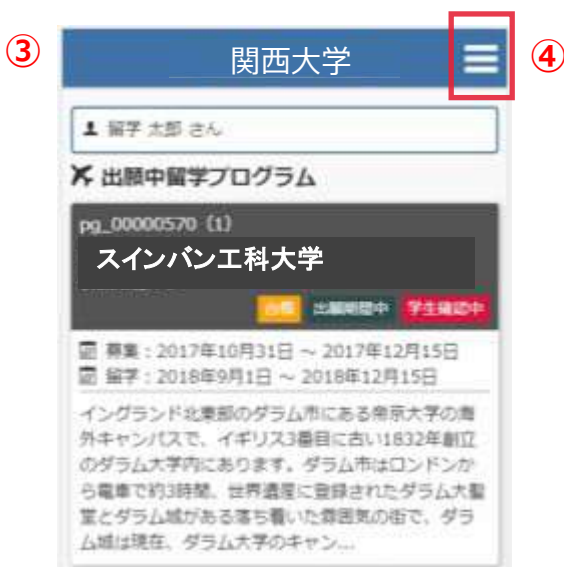 ③
関西大学
④
留学 太郎 さん
出願中留学プログラム
pg_00000570 (1)
スインバン工科大学
出願期間中 学生確認中
募集：2017年10月31日 ～ 2017年12月15日
留学：2018年9月1日 ～ 2018年12月15日
イングランド北東部のダラム市にある帝京大学の海
外キャンパスで、イギリス3番目に古い1832年創立
のダラム大学内にあります。ダラム市はロンドンか
ら電車で約3時間、世界遺産に登録されたダラム大聖
堂とダラム城がある落ち着いた雰囲気の街で、ダラ
ム城は現在、ダラム大学のキャン...